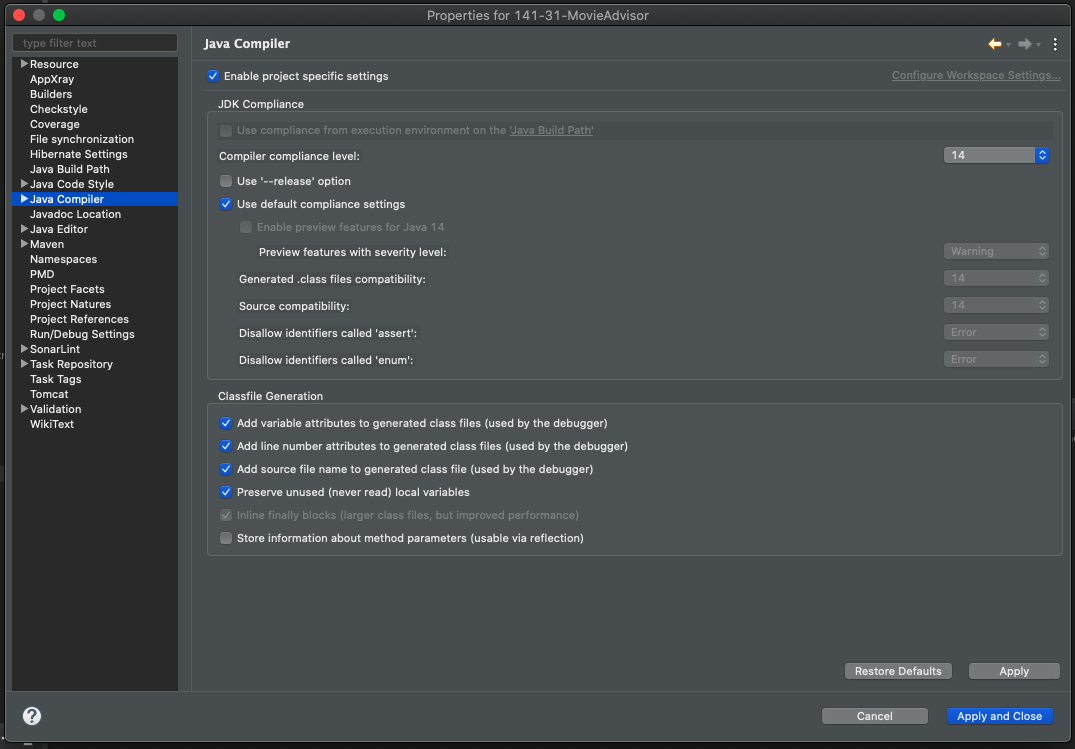 Properties for 141-31-MovieAdvisor
type filter text
Resource
AppXray
Builders
Checkstyle
Coverage
File synchronization
Hibernate Settings
Java Build Path
Java Code Style
Java Compiler
Javadoc Location
Java Editor
Maven
Namespaces
PMD
Project Facets
Project Natures
Project References
Run/Debug Settings
SonarLint
Task Repository
Task Tags
Tomcat
Validation
WikiText
Java Compiler
Enable project specific settings
Configure Workspace Settings...
JDK Compliance
Use compliance from execution environment on the 'Java Build Path'
Compiler compliance level: 14
Use '--release' option
Use default compliance settings
Enable preview features for Java 14
Preview features with severity level: Warning
Generated .class files compatibility: 14
Source compatibility: 14
Disallow identifiers called 'assert': Error
Disallow identifiers called 'enum': Error
Classfile Generation
Add variable attributes to generated class files (used by the debugger)
Add line number attributes to generated class files (used by the debugger)
Add source file name to generated class file (used by the debugger)
Preserve unused (never read) local variables
Inline finally blocks (larger class files, but improved performance)
Store information about method parameters (usable via reflection)
Restore Defaults Apply
? Cancel Apply and Close